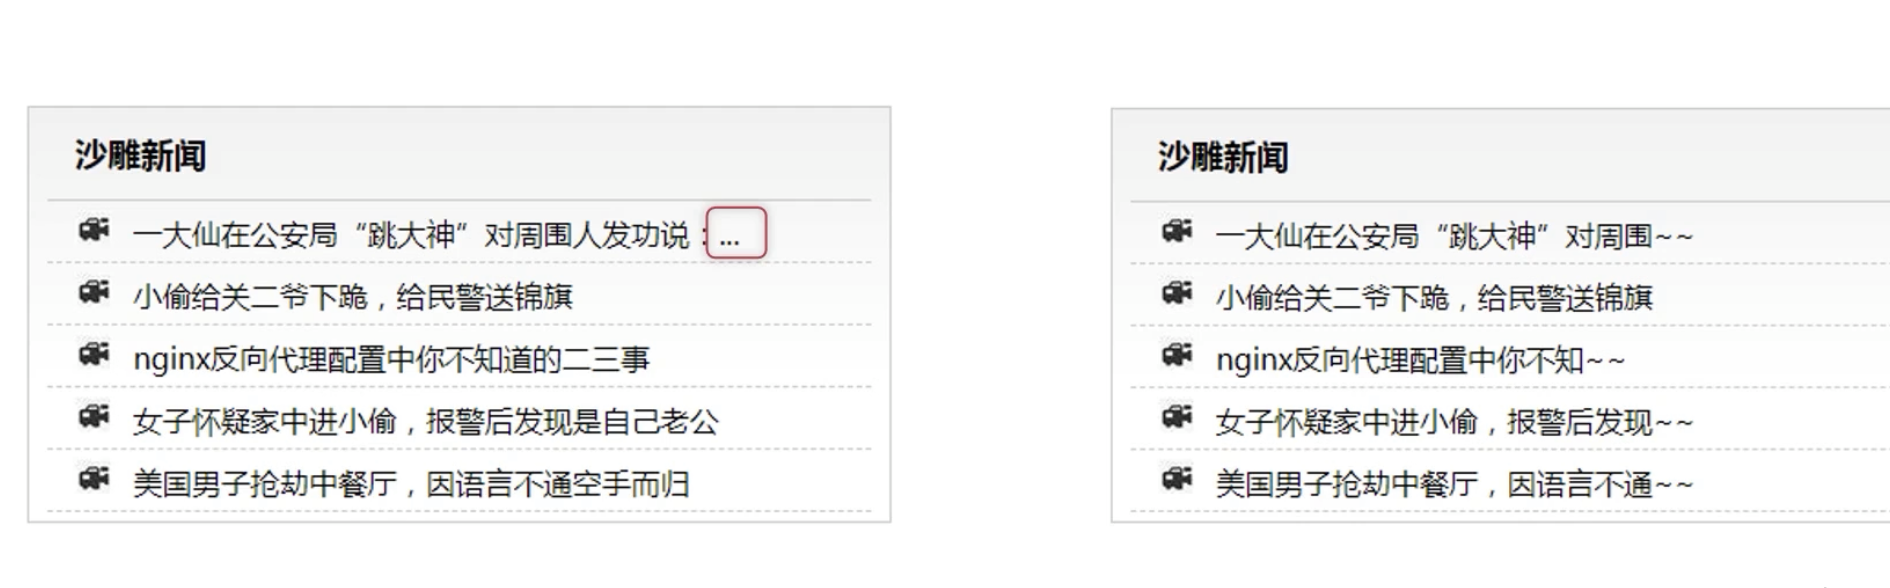 沙雕新闻
一大仙在公安局“跳大神”对周围人发功说：...
小偷给关二爷下跪，给民警送锦旗
nginx反向代理配置中你不知道的二三事
女子怀疑家中进小偷，报警后发现是自己老公
美国男子抢劫中餐厅，因语言不通空手而归
沙雕新闻
一大仙在公安局“跳大神”对周围~~
小偷给关二爷下跪，给民警送锦旗
nginx反向代理配置中你不知~~
女子怀疑家中进小偷，报警后发现~~
美国男子抢劫中餐厅，因语言不通~~